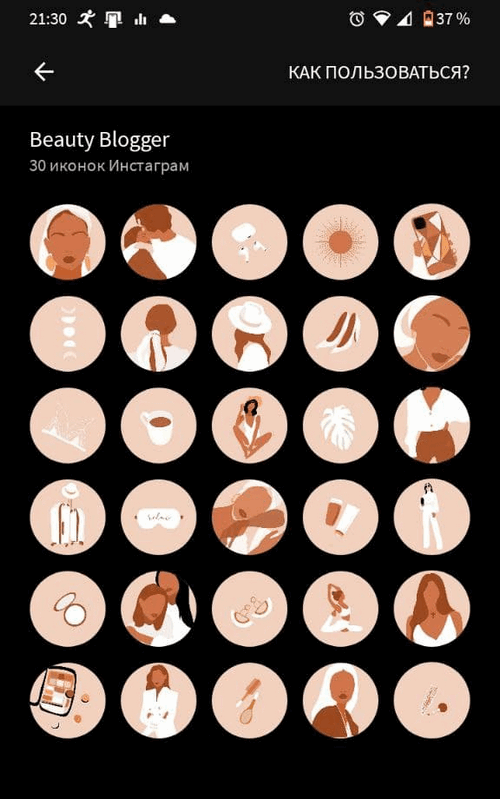 21:30
37 %
КАК ПОЛЬЗОВАТЬСЯ?
Beauty Blogger
30 иконок Инстаграм